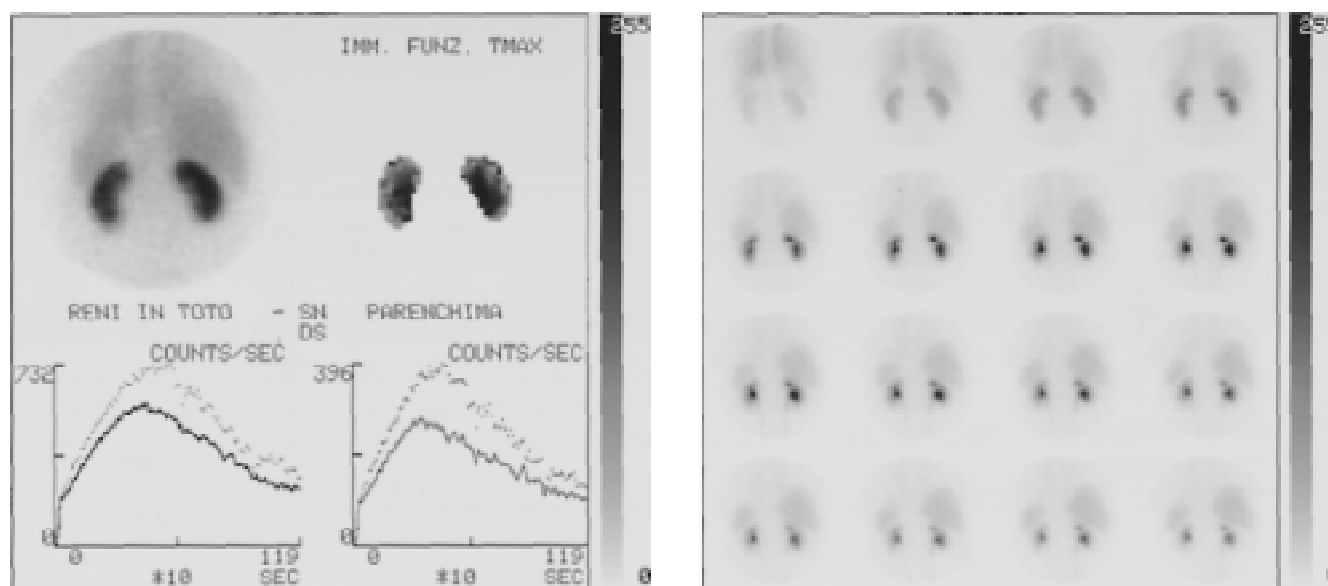 255
IMM. FUNZ. TMAX
RENI IN TOTO - SN PARENCHIMA
DS
COUNTS/SEC COUNTS/SEC
732 396
0 0
0 119 0 119
*10 SEC *10 SEC
0
255
0